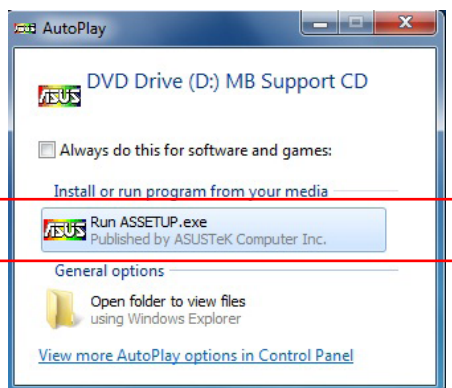 AutoPlay
DVD Drive (D:) MB Support CD
ASUS
Always do this for software and games:
Install or run program from your media
ASUS
Run ASSETUP.exe
Published by ASUSTeK Computer Inc.
General options
Open folder to view files
using Windows Explorer
View more AutoPlay options in Control Panel